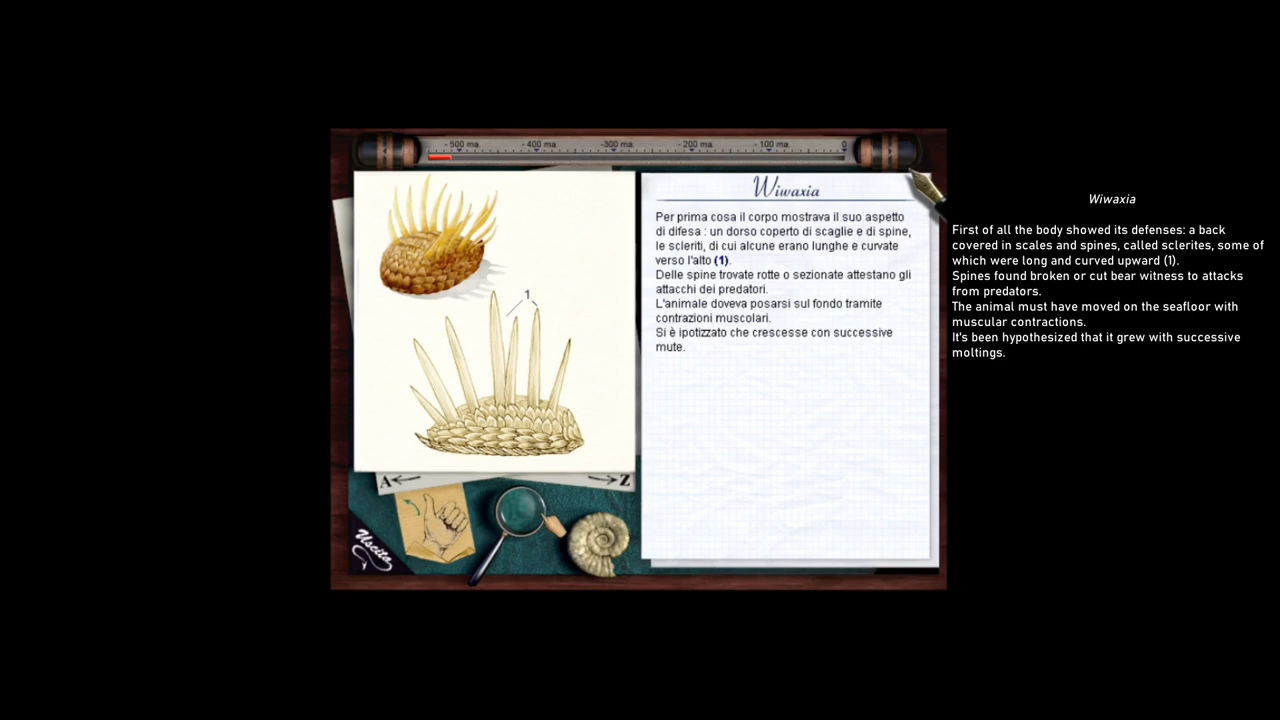 - 500 ma. - 400 ma. -300 ma. - 200 ma. - 100 ma. 0
Wiwaxia
Per prima cosa il corpo mostrava il suo aspetto
di difesa : un dorso coperto di scaglie e di spine,
le scleriti, di cui alcune erano lunghe e curvate
verso l'alto (1).
Delle spine trovate rotte o sezionate attestano gli
attacchi dei predatori.
L'animale doveva posarsi sul fondo tramite
contrazioni muscolari.
Si è ipotizzato che crescesse con successive
mute.
1
A Z
Uscita
Wiwaxia
First of all the body showed its defenses: a back
covered in scales and spines, called sclerites, some of
which were long and curved upward (1).
Spines found broken or cut bear witness to attacks
from predators.
The animal must have moved on the seafloor with
muscular contractions.
It's been hypothesized that it grew with successive
moltings.